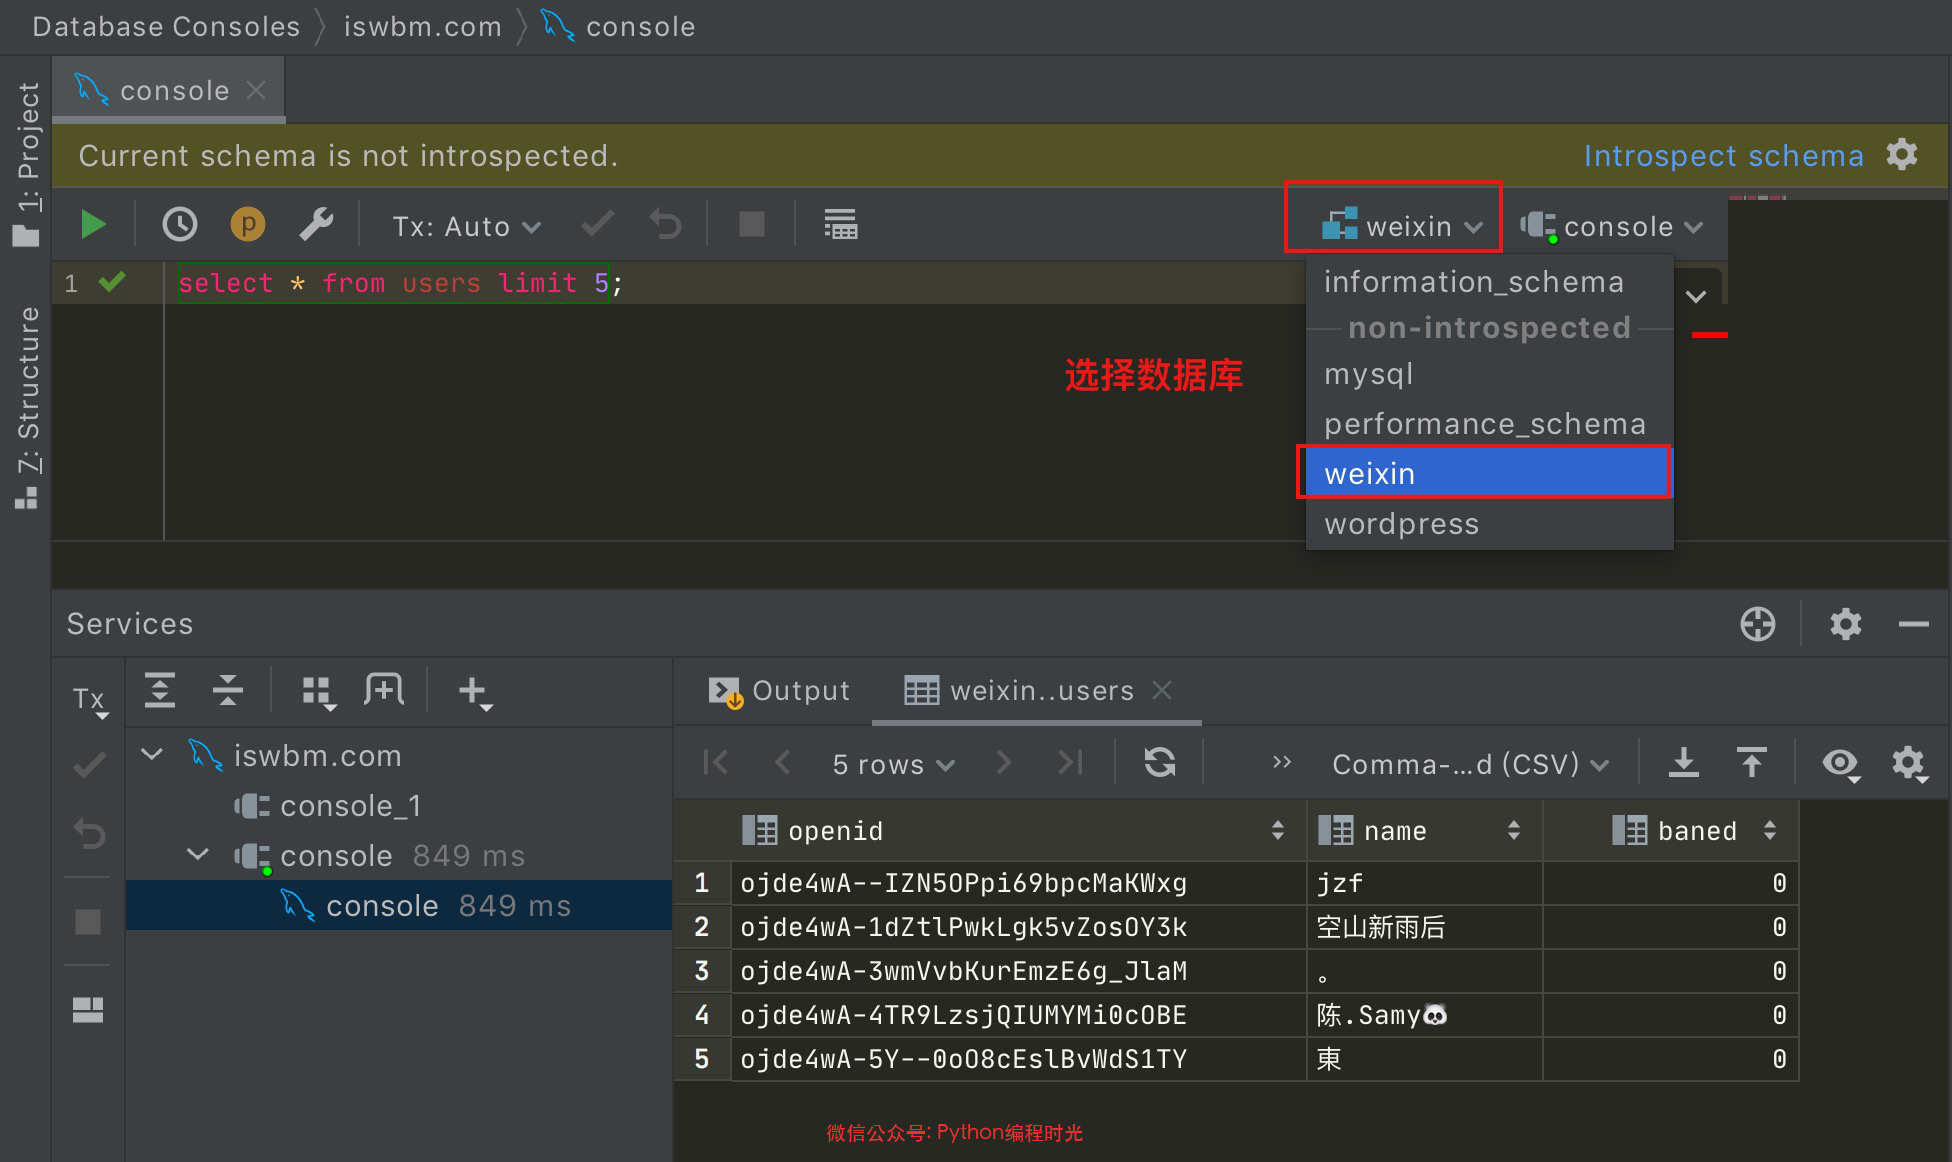 Database Consoles iswbm.com console
1: Project
console
Current schema is not introspected. Introspect schema
p Tx: Auto weixin console
1 select * from users limit 5;
information_schema
non-introspected
mysql
performance_schema
weixin
wordpress
选择数据库
Z: Structure
Services
Tx
iswbm.com
console_1
console 849 ms
console 849 ms
Output weixin..users
5 rows Comma-...d (CSV)
openid name baned
1 ojde4wA--IZN5OPpi69bpcMaKWxg jzf 0
2 ojde4wA-1dZtlPwkLgk5vZosOY3k 空山新雨后 0
3 ojde4wA-3wmVvbKurEmzE6g_JlaM 。 0
4 ojde4wA-4TR9LzsjQIUMYMi0cOBE 陈.Samy🐼 0
5 ojde4wA-5Y--0oO8cEslBvWdS1TY 東 0
微信公众号: Python编程时光